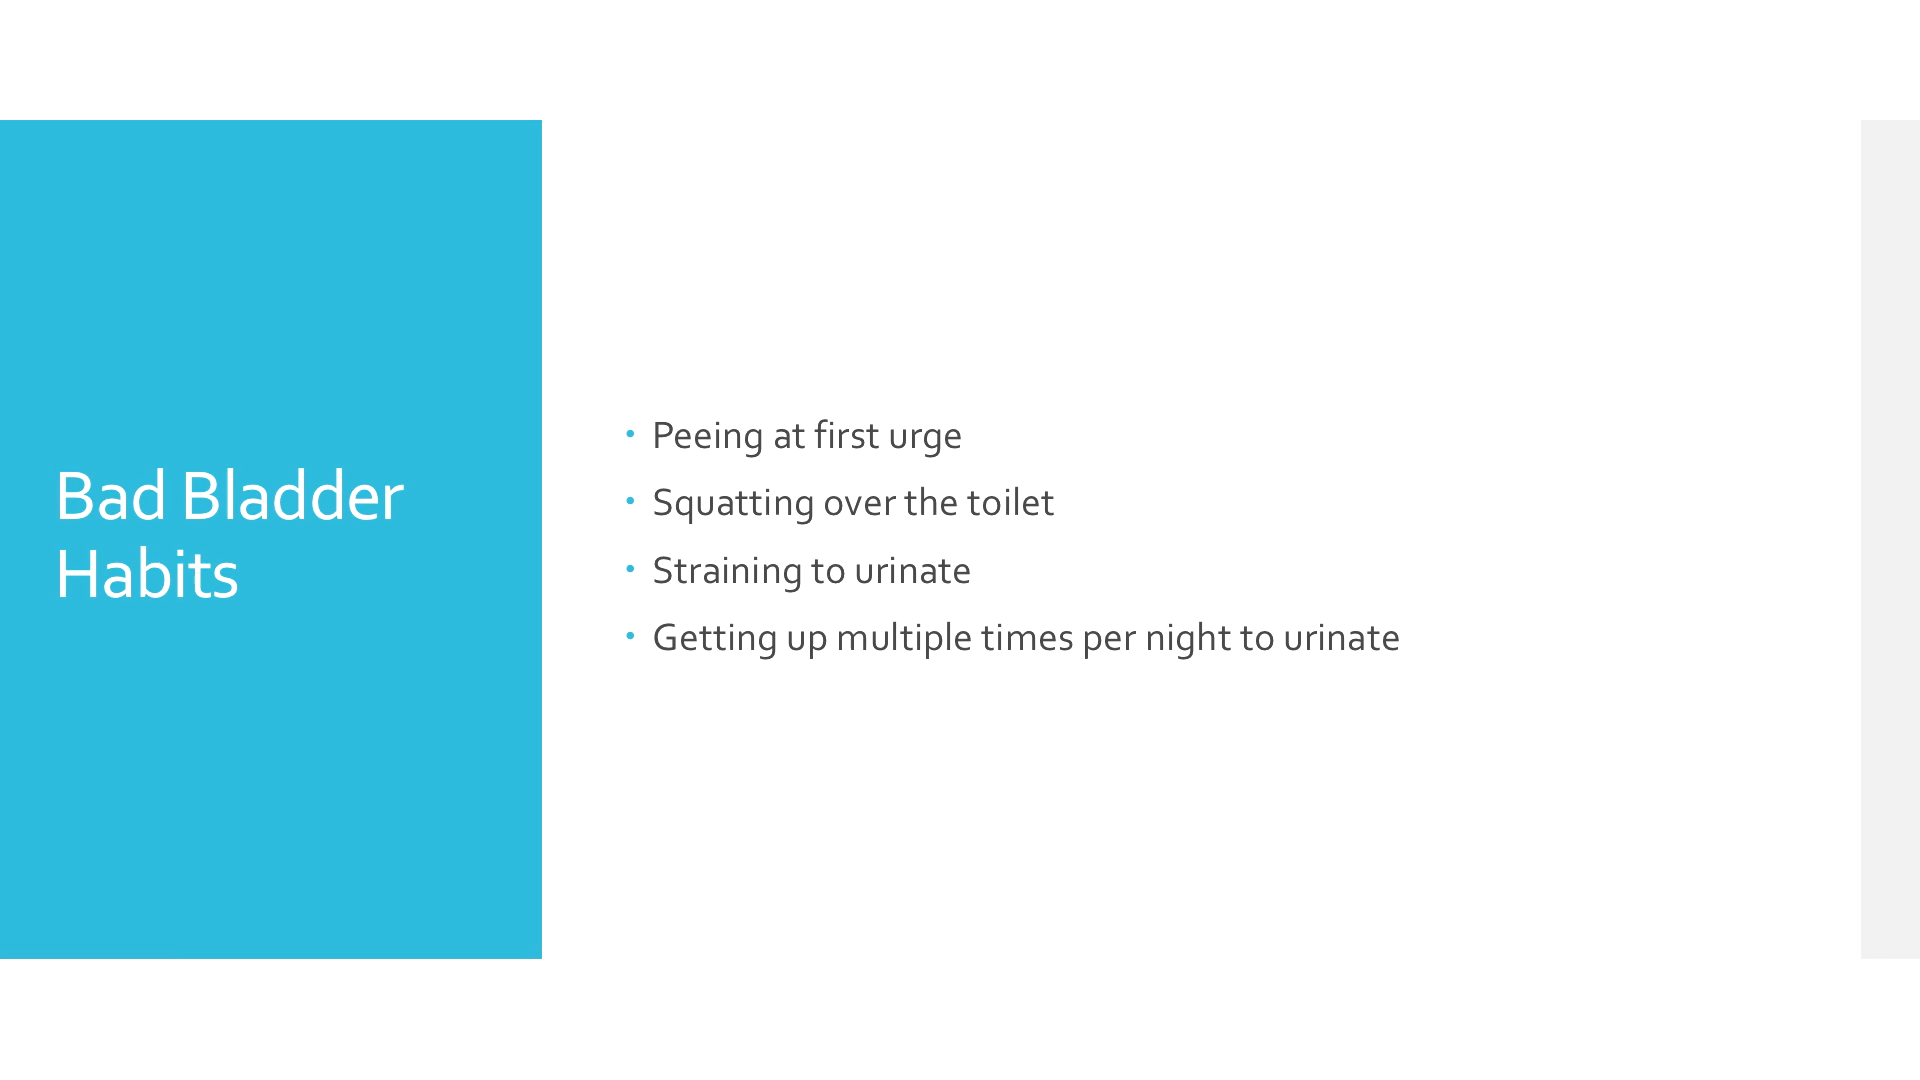 Bad Bladder
Habits
• Peeing at first urge
• Squatting over the toilet
• Straining to urinate
• Getting up multiple times per night to urinate